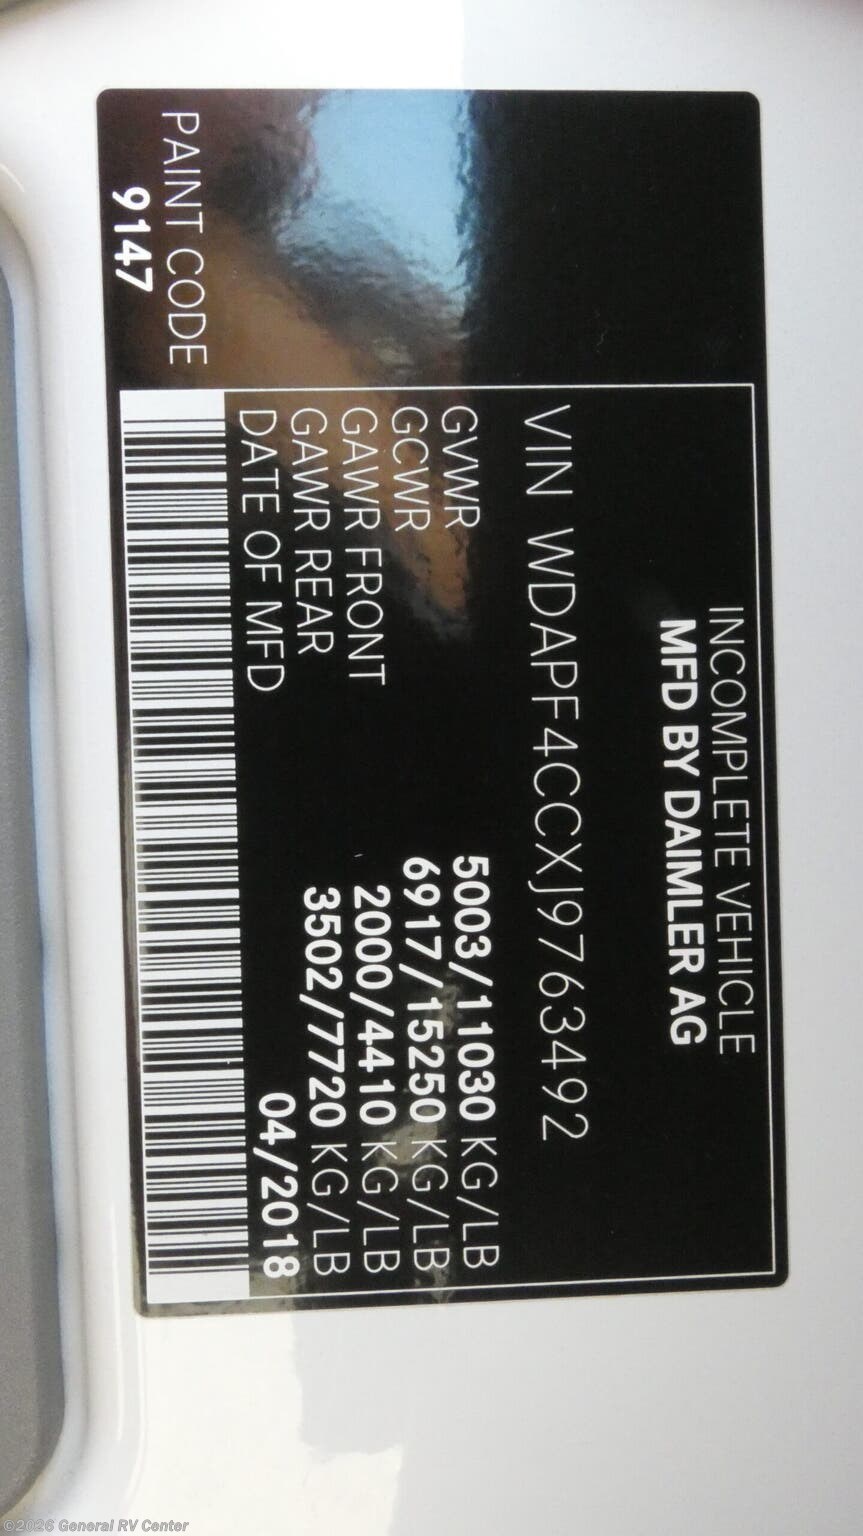 INCOMPLETE VEHICLE
MFD BY DAIMLER AG
VIN WDAPF4CCXJ9763492
GVWR 5003/11030 KG/LB
GCWR 6917/15250 KG/LB
GAWR FRONT 2000/4410 KG/LB
GAWR REAR 3502/7720 KG/LB
DATE OF MFD 04/2018
PAINT CODE
9147
©2026 General RV Center